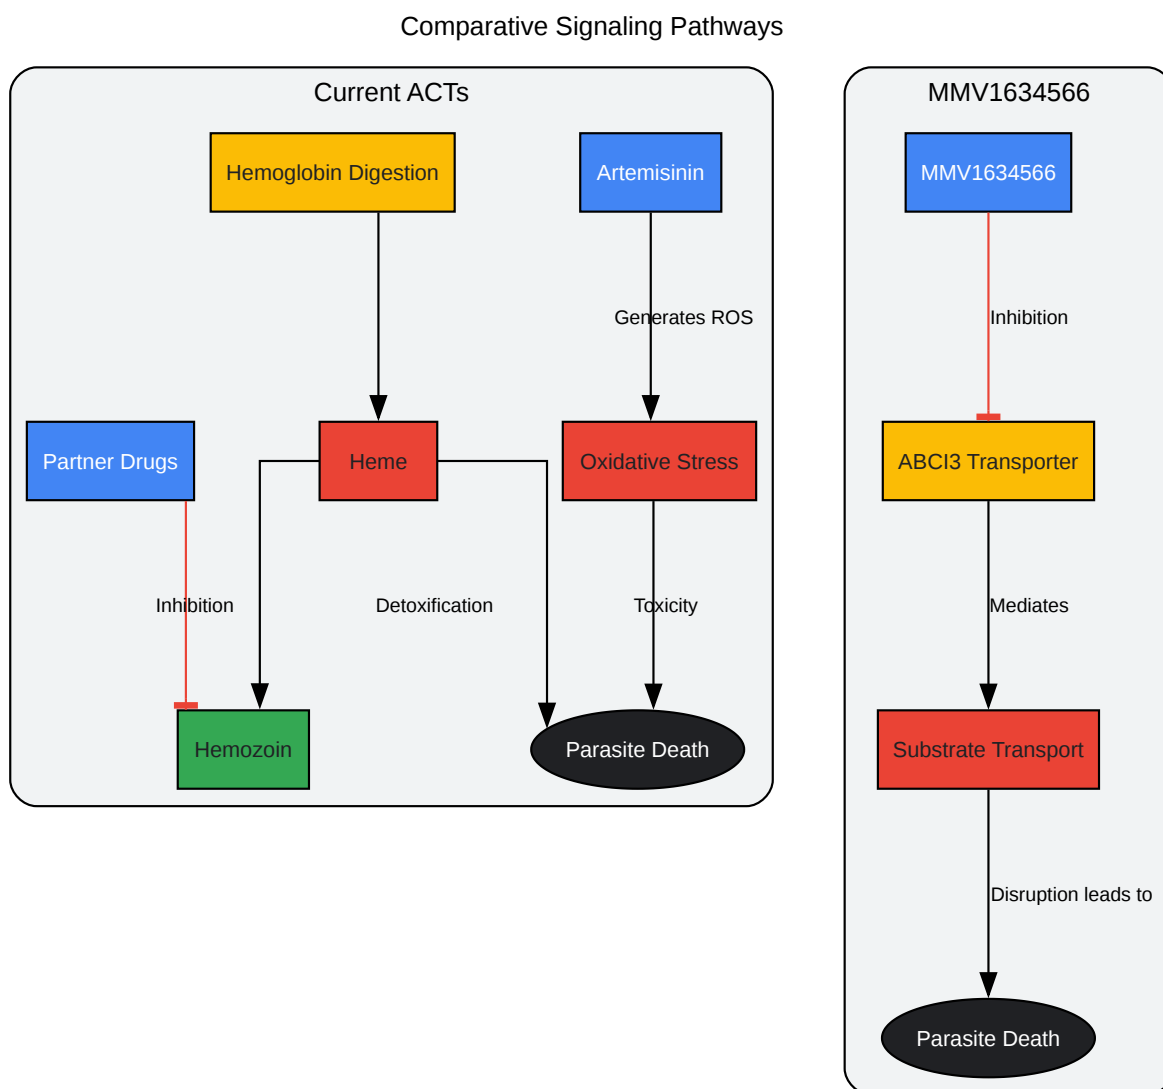 Comparative Signaling Pathways
Current ACTs
Hemoglobin Digestion
Artemisinin
Generates ROS
Partner Drugs
Heme
Oxidative Stress
Inhibition
Detoxification
Toxicity
Hemozoin
Parasite Death
MMV1634566
MMV1634566
Inhibition
ABCI3 Transporter
Mediates
Substrate Transport
Disruption leads to
Parasite Death